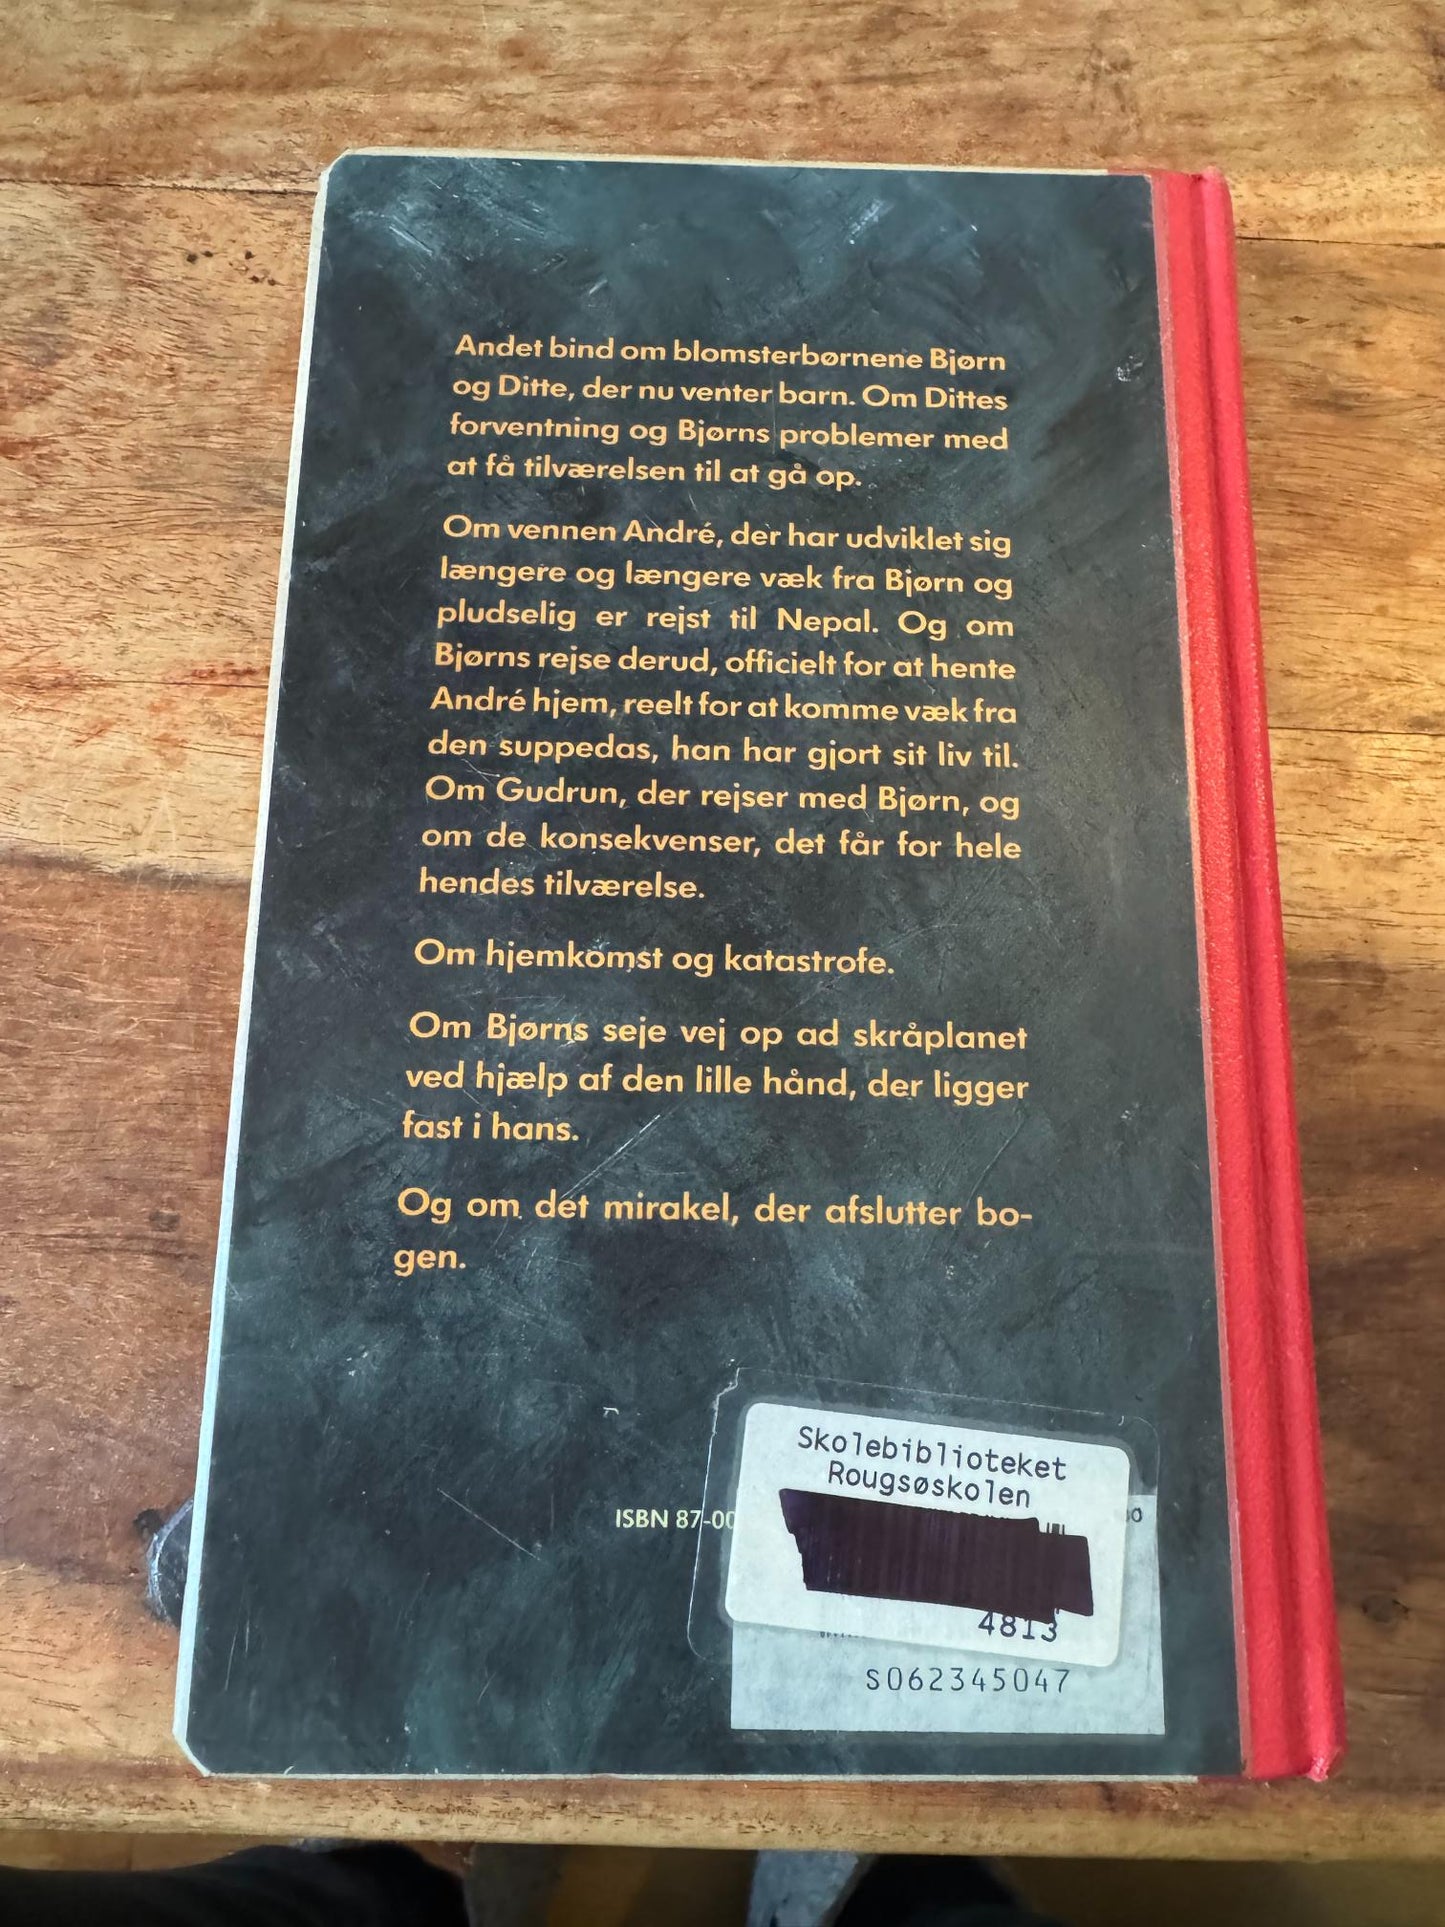 Andet bind om blomsterbørnene Bjørn
og Ditte, der nu venter barn. Om Dittes
forventning og Bjørns problemer med
at få tilværelsen til at gå op.
Om vennen André, der har udviklet sig
længere og længere væk fra Bjørn og
pludselig er rejst til Nepal. Og om
Bjørns rejse derud, officielt for at hente
André hjem, reelt for at komme væk fra
den suppedas, han har gjort sit liv til.
Om Gudrun, der rejser med Bjørn, og
om de konsekvenser, det får for hele
hendes tilværelse.
Om hjemkomst og katastrofe.
Om Bjørns seje vej op ad skråplanet
ved hjælp af den lille hånd, der ligger
fast i hans.
Og om det mirakel, der afslutter bo-
gen.
Skolebiblioteket
Rougsøskolen
ISBN 87-00
4813
S062345047